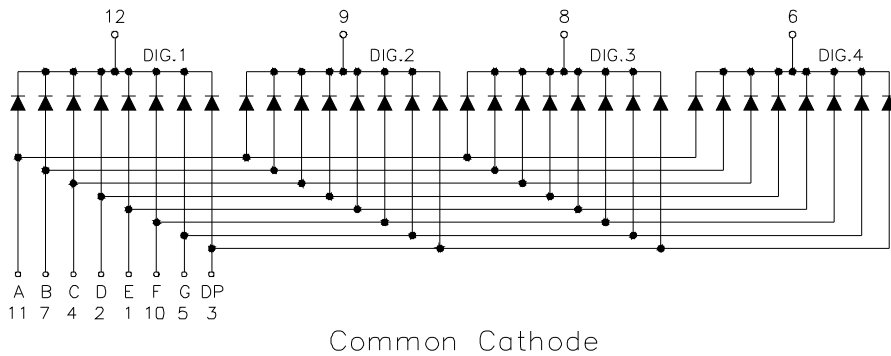 12 9 8 6
DIG.1 DIG.2 DIG.3 DIG.4
A B C D E F G DP
11 7 4 2 1 10 5 3
Common Cathode